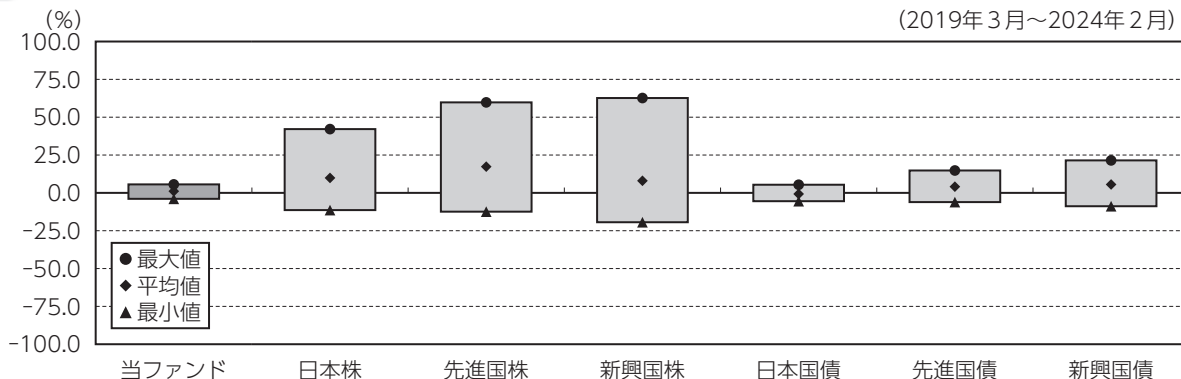 (%)
(2019年3月～2024年2月)
100.0
75.0
50.0
25.0
0.0
-25.0
-50.0
-75.0
-100.0
●最大値
◆平均値
▲最小値
当ファンド 日本株 先進国株 新興国株 日本国債 先進国債 新興国債